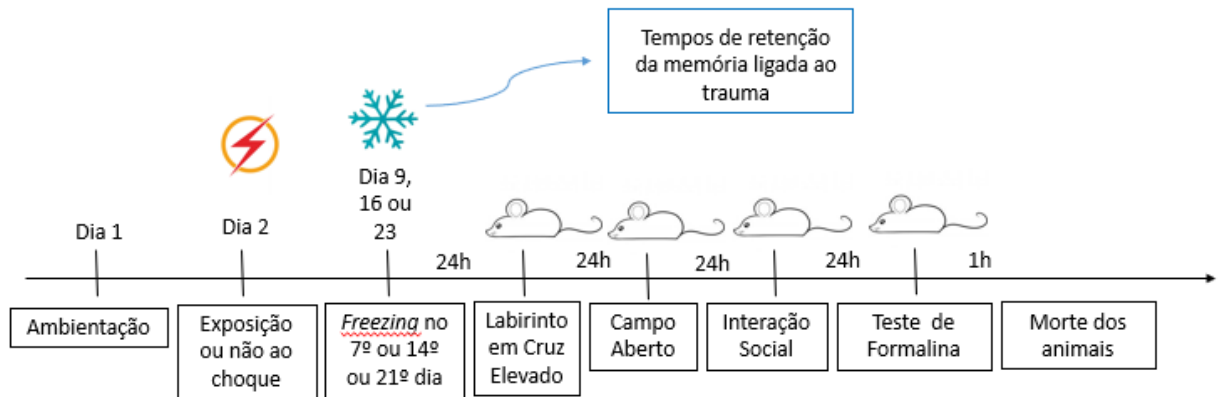 Tempos de retenção
da memória ligada ao
trauma
Dia 1
Dia 2
Dia 9,
16 ou
23
24h
24h
24h
24h
1h
Ambientação
Exposição
ou não ao
choque
Freezing no
7º ou 14º
ou 21º dia
Labirinto
em Cruz
Elevado
Campo
Aberto
Interação
Social
Teste de
Formalina
Morte dos
animais